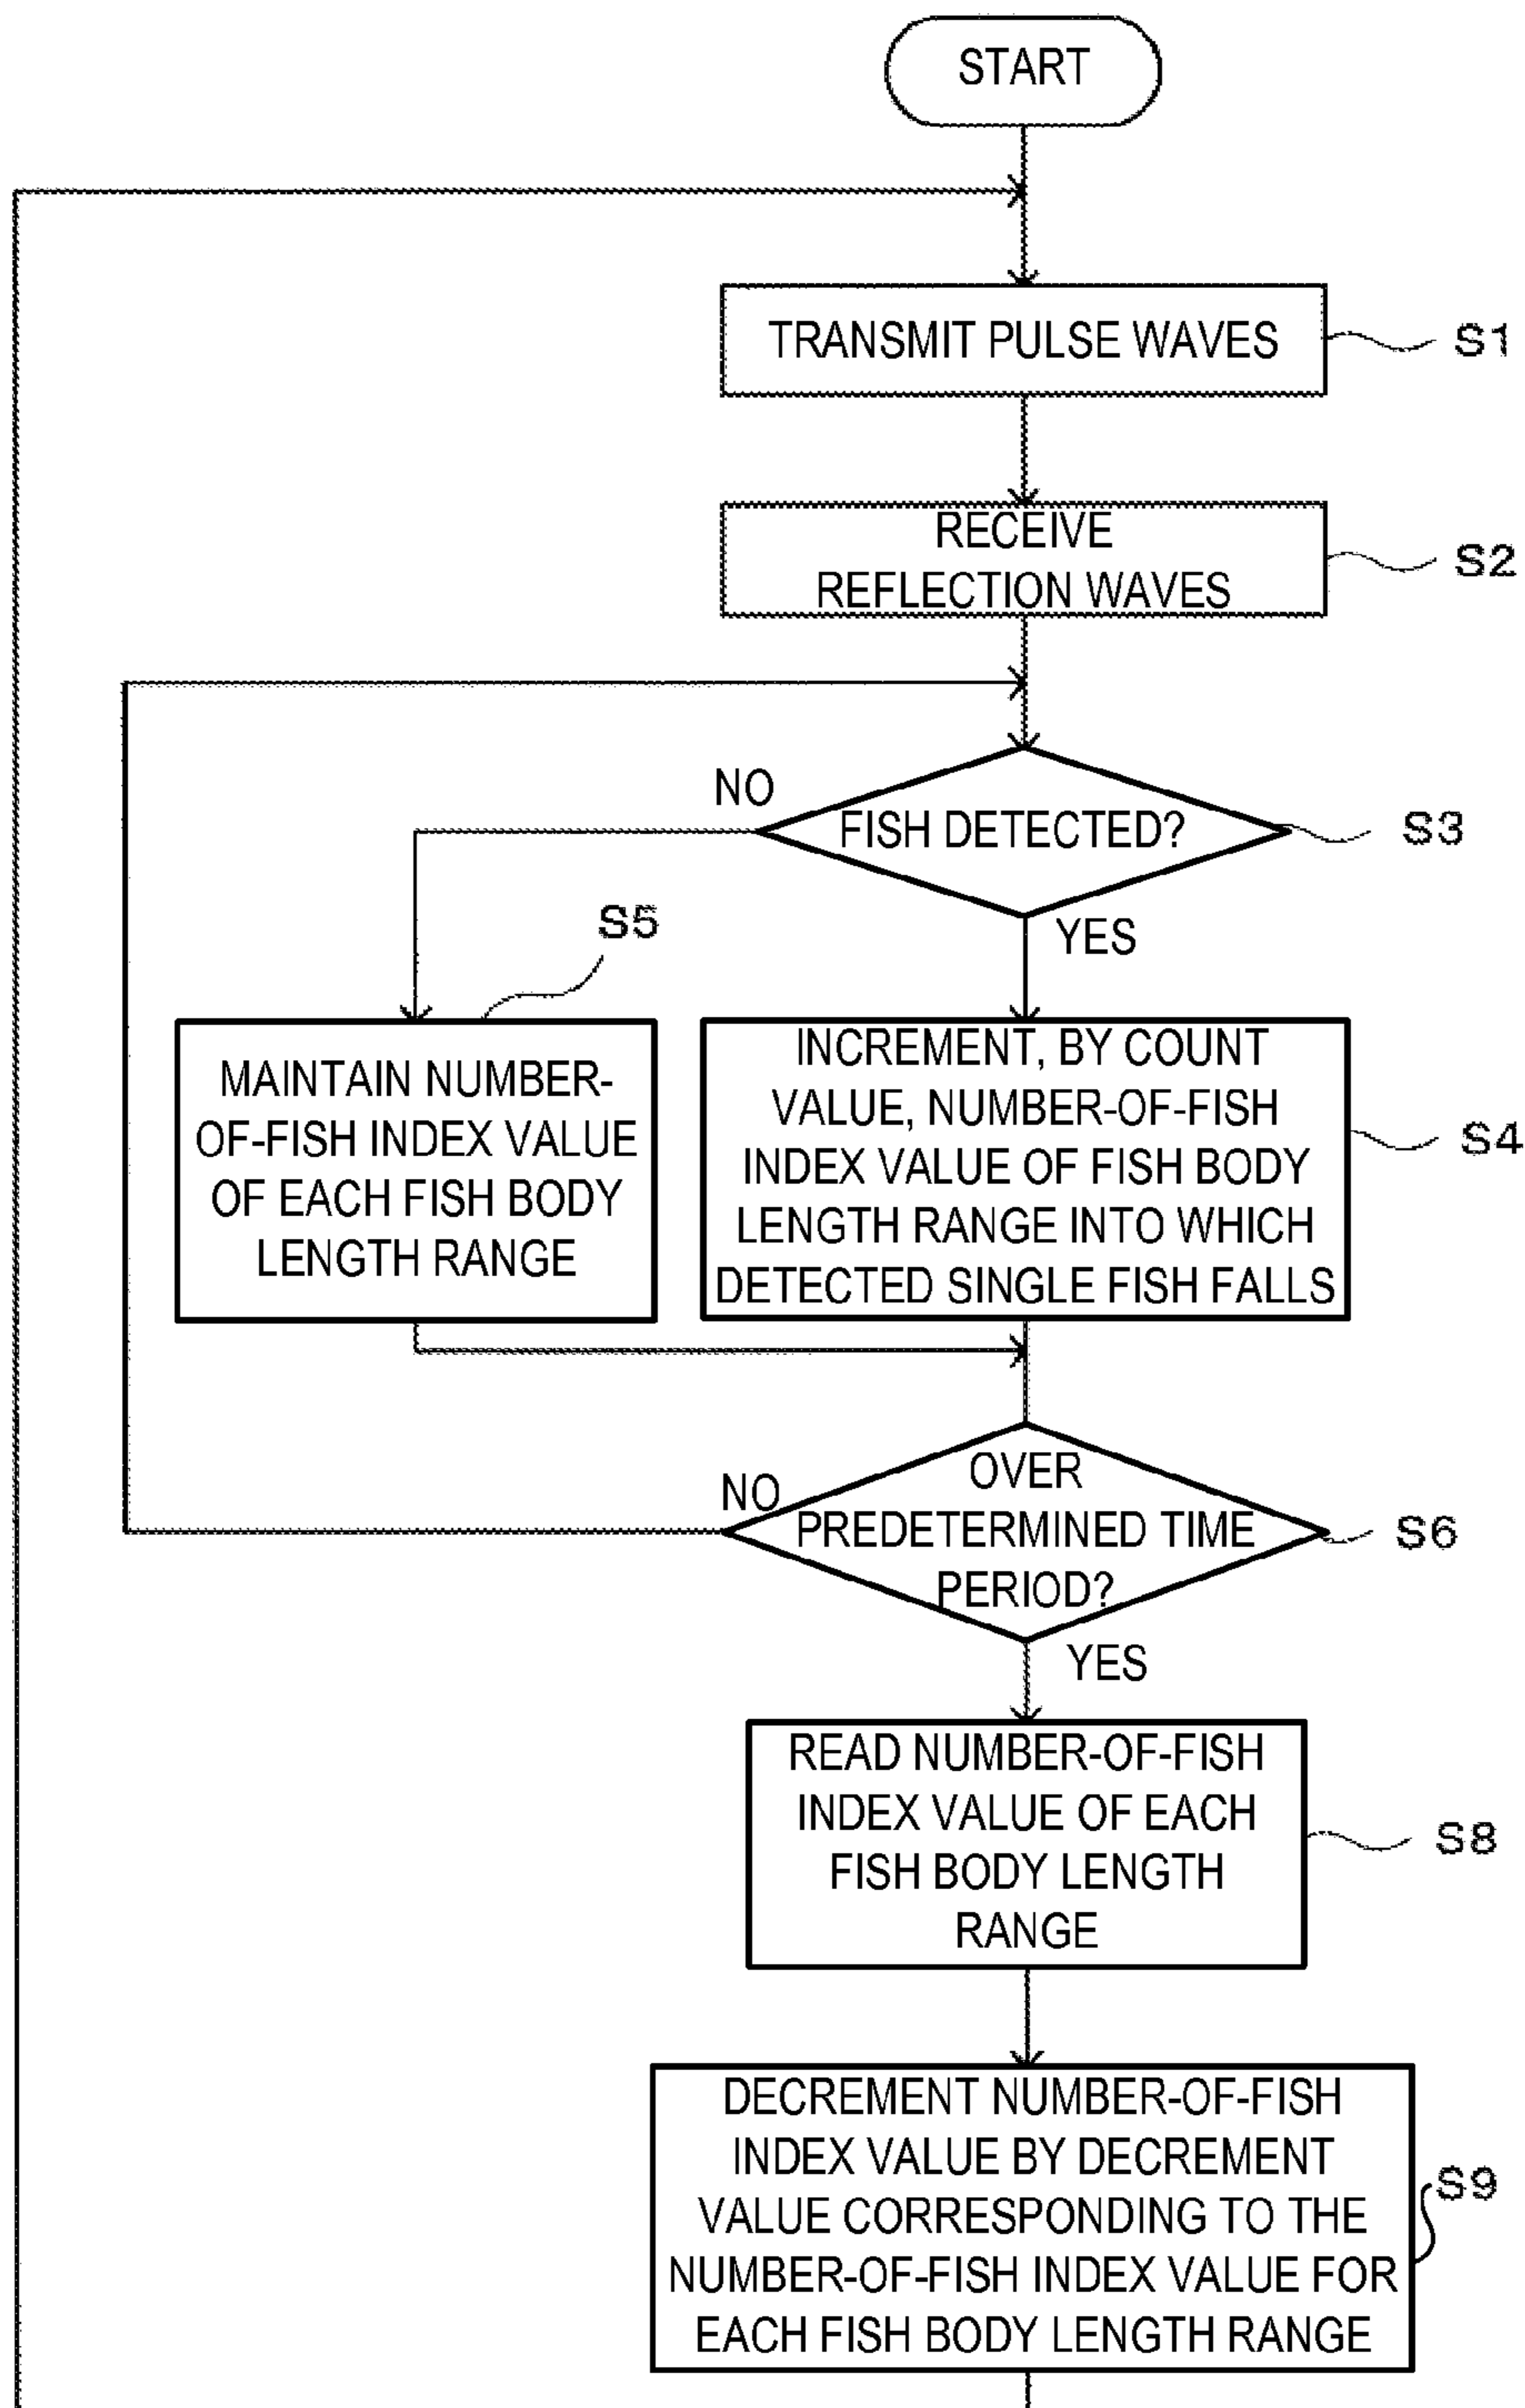 START
TRANSMIT PULSE WAVES
S1
RECEIVE
REFLECTION WAVES
S2
NO
FISH DETECTED?
S3
YES
S5
MAINTAIN NUMBER-
OF-FISH INDEX VALUE
OF EACH FISH BODY
LENGTH RANGE
INCREMENT, BY COUNT
VALUE, NUMBER-OF-FISH
INDEX VALUE OF FISH BODY
LENGTH RANGE INTO WHICH
DETECTED SINGLE FISH FALLS
S4
NO
OVER
PREDETERMINED TIME
PERIOD?
S6
YES
READ NUMBER-OF-FISH
INDEX VALUE OF EACH
FISH BODY LENGTH
RANGE
S8
DECREMENT NUMBER-OF-FISH
INDEX VALUE BY DECREMENT
VALUE CORRESPONDING TO THE
NUMBER-OF-FISH INDEX VALUE FOR
EACH FISH BODY LENGTH RANGE
S9